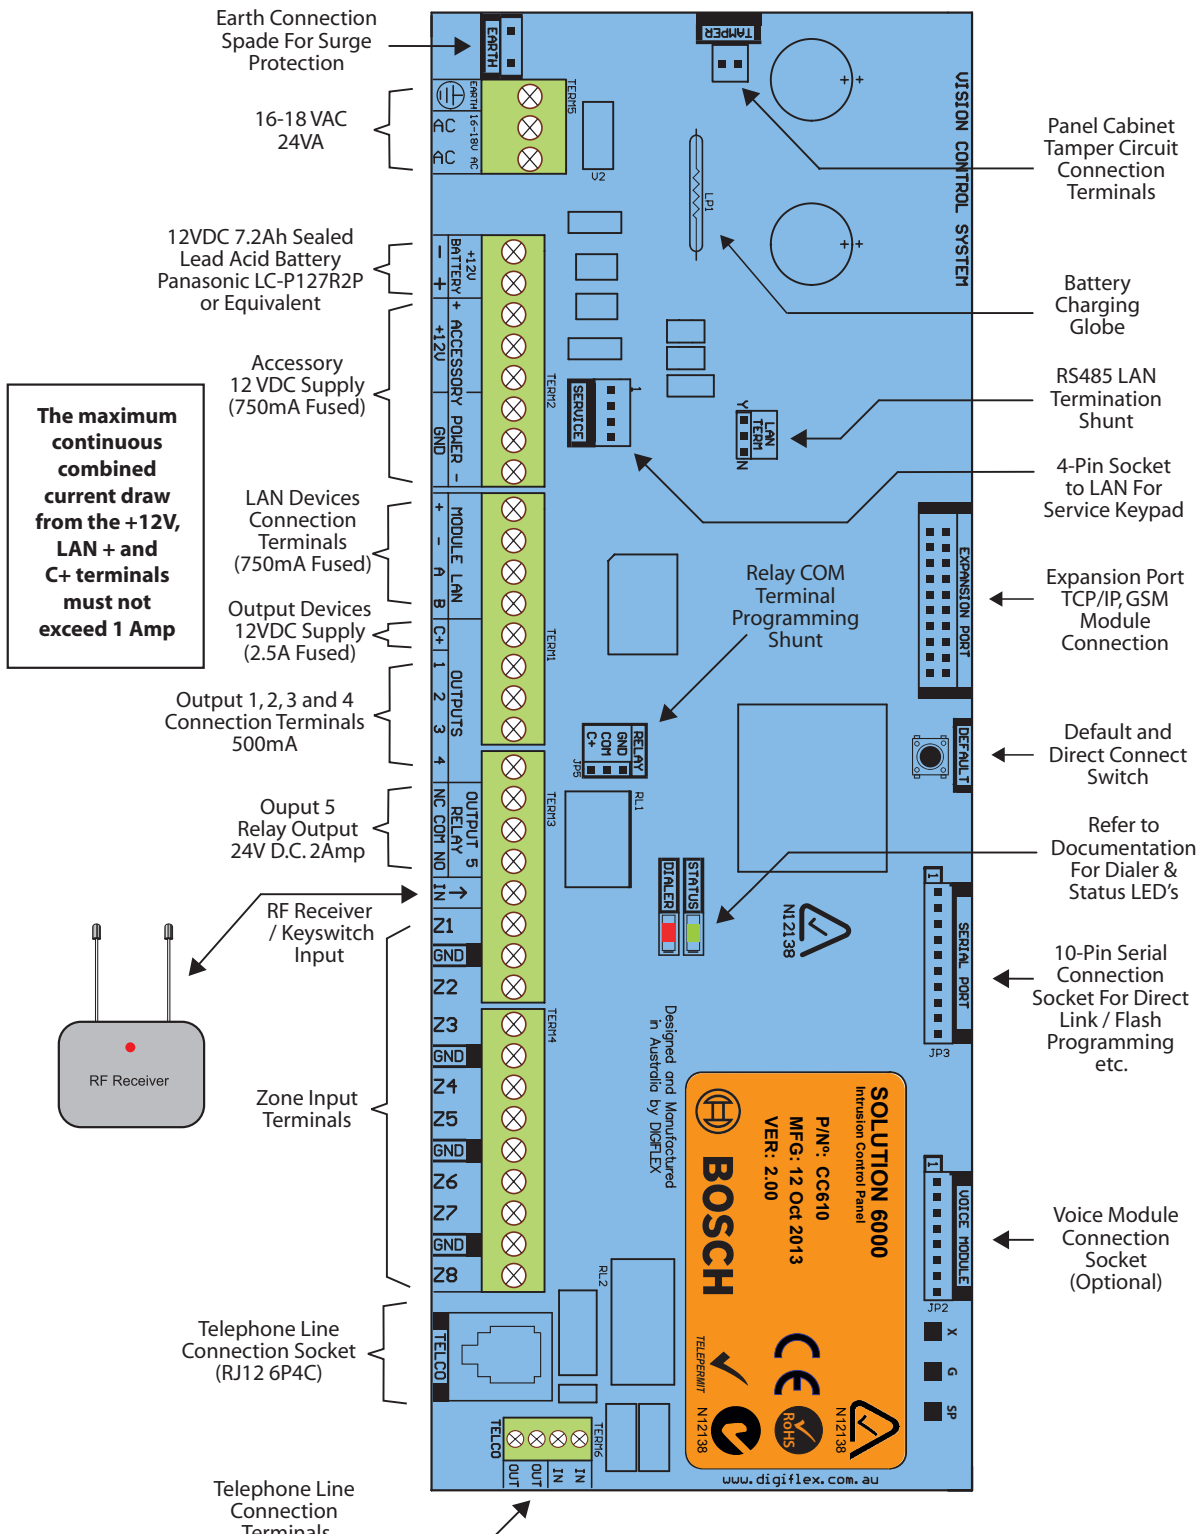 Earth Connection
Spade For Surge
Protection
16-18 VAC
24VA
12VDC 7.2Ah Sealed
Lead Acid Battery
Panasonic LC-P127R2P
or Equivalent
Accessory
12 VDC Supply
(750mA Fused)
The maximum
continuous
combined
current draw
from the +12V,
LAN + and
C+ terminals
must not
exceed 1 Amp
LAN Devices
Connection
Terminals
(750mA Fused)
Output Devices
12VDC Supply
(2.5A Fused)
Output 1, 2, 3 and 4
Connection Terminals
500mA
Ouput 5
Relay Output
24V D.C. 2Amp
RF Receiver
/ Keyswitch
Input
RF Receiver
Zone Input
Terminals
Telephone Line
Connection Socket
(RJ12 6P4C)
Telephone Line
Connection
Terminals
EARTH
EARTH
16-18V AC
AC
AC
TERM5
V2
TAMPER
LP1
VISION CONTROL SYSTEM
+12V
BATTERY
-
+
+ ACCESSORY POWER -
+12V
GND
TERM2
SERVICE
1
Y
LAN
TERM
N
MODULE LAN
+
-
A
B
C+
OUTPUTS
1
2
3
4
TERM1
Relay COM
Terminal
Programming
Shunt
RELAY
GND
COM
C+
JP5
RL1
OUTPUT 5
RELAY
NC COM NO
TERM3
IN →
Z1
GND
Z2
Z3
GND
Z4
Z5
GND
Z6
Z7
GND
Z8
TERM4
DIALER
STATUS
N12138
Designed and Manufactured
in Australia by DIGIFLEX
EXPANSION PORT
DEFAULT
1
SERIAL PORT
JP3
1
VOICE MODULE
JP2
X
G
SP
SOLUTION 6000
Intrusion Control Panel
P/Nº: CC610
MFG: 12 Oct 2013
VER: 2.00
BOSCH
TELEPERMIT
N12138
CE
RoHS
N12138
RL2
TELCO
TELCO
TERM6
OUT
OUT
IN
IN
www.digiflex.com.au
Panel Cabinet
Tamper Circuit
Connection
Terminals
Battery
Charging
Globe
RS485 LAN
Termination
Shunt
4-Pin Socket
to LAN For
Service Keypad
Expansion Port
TCP/IP, GSM
Module
Connection
Default and
Direct Connect
Switch
Refer to
Documentation
For Dialer &
Status LED's
10-Pin Serial
Connection
Socket For Direct
Link / Flash
Programming
etc.
Voice Module
Connection
Socket
(Optional)